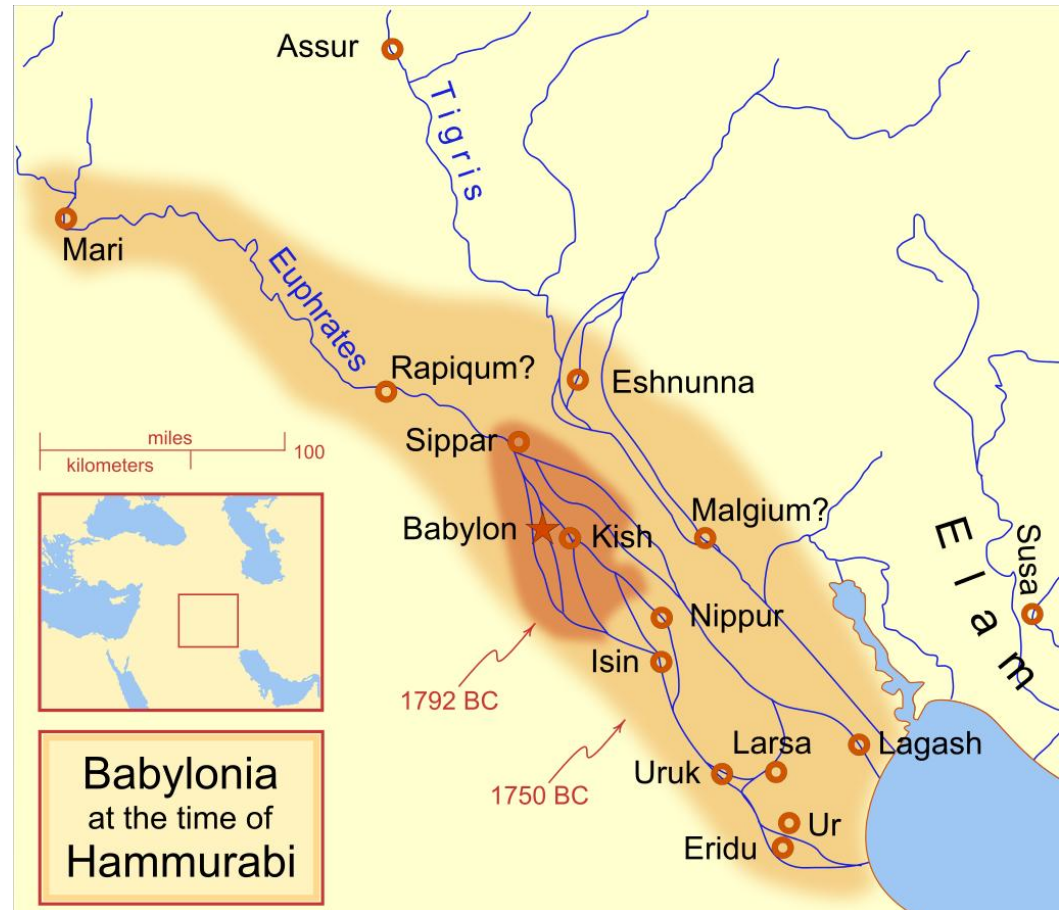 Assur
Tigris
Mari
Euphrates
Rapiqum?
Eshnunna
Sippar
miles
100
kilometers
Babylon
Kish
Malgium?
Elam
Susa
Nippur
Isin
1792 BC
Larsa
Lagash
Uruk
1750 BC
Ur
Eridu
Babylonia
at the time of
Hammurabi